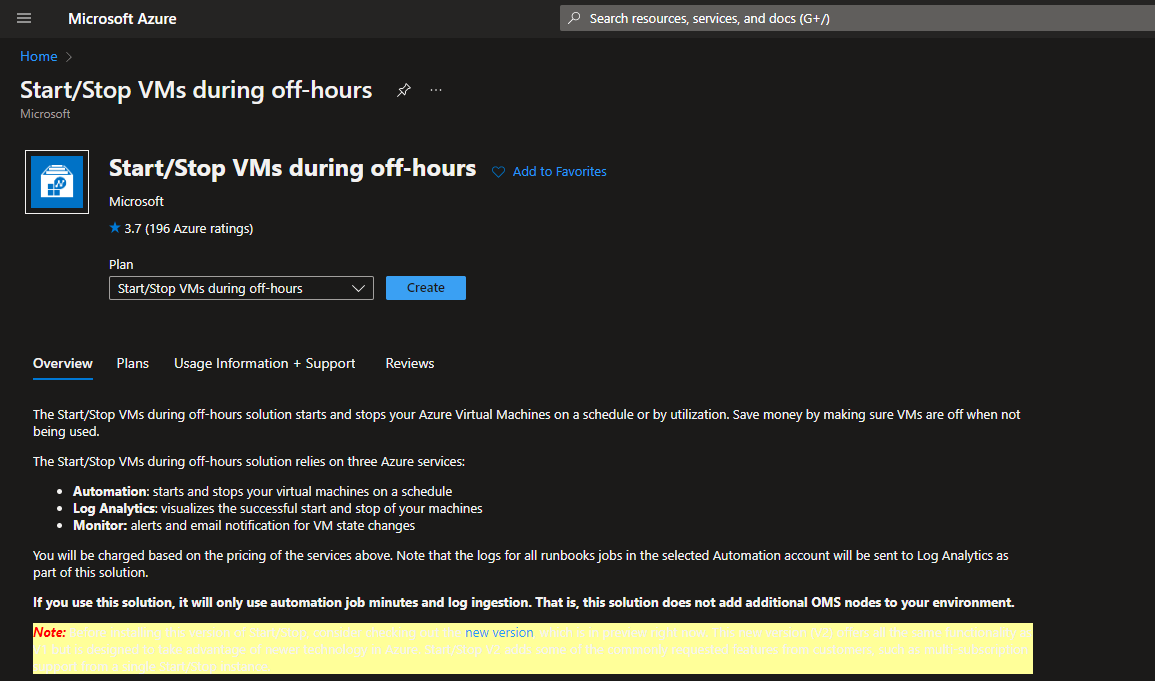 Microsoft Azure
Search resources, services, and docs (G+/)
Home
Start/Stop VMs during off-hours
Microsoft
Start/Stop VMs during off-hours
Add to Favorites
Microsoft
3.7 (196 Azure ratings)
Plan
Start/Stop VMs during off-hours
Create
Overview Plans Usage Information + Support Reviews
The Start/Stop VMs during off-hours solution starts and stops your Azure Virtual Machines on a schedule or by utilization. Save money by making sure VMs are off when not
being used.
The Start/Stop VMs during off-hours solution relies on three Azure services:
Automation: starts and stops your virtual machines on a schedule
Log Analytics: visualizes the successful start and stop of your machines
Monitor: alerts and email notification for VM state changes
You will be charged based on the pricing of the services above. Note that the logs for all runbooks jobs in the selected Automation account will be sent to Log Analytics as
part of this solution.
If you use this solution, it will only use automation job minutes and log ingestion. That is, this solution does not add additional OMS nodes to your environment.
Note: new version